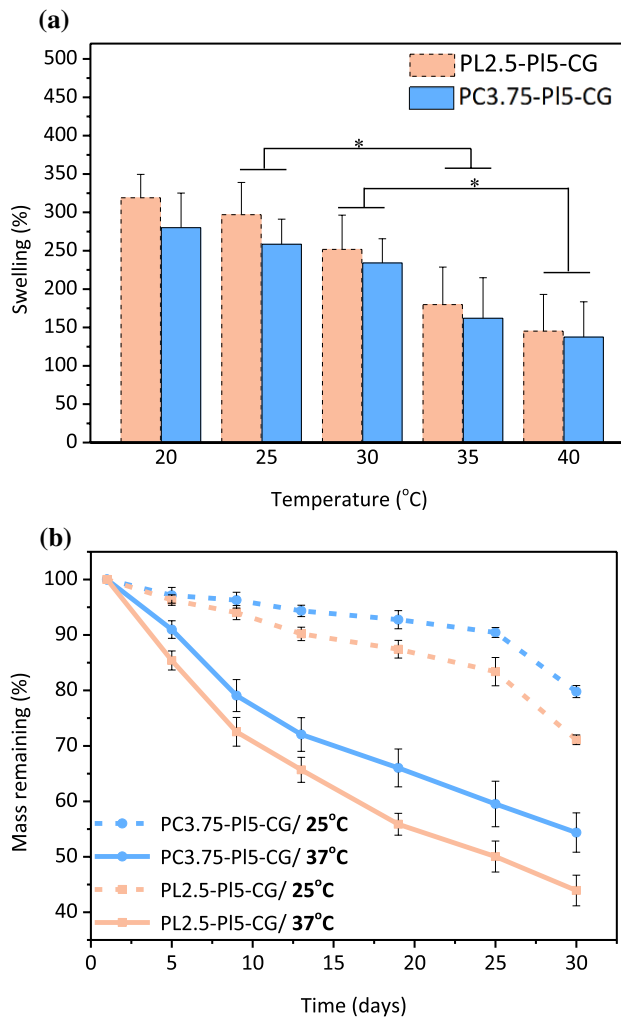 (a)
500
450
400
350
300
250
200
150
100
50
0
Swelling (%)
PL2.5-Pl5-CG
PC3.75-Pl5-CG
*
*
20 25 30 35 40
Temperature (°C)
(b)
100
90
80
70
60
50
40
Mass remaining (%)
PC3.75-Pl5-CG/ 25°C
PC3.75-Pl5-CG/ 37°C
PL2.5-Pl5-CG/ 25°C
PL2.5-Pl5-CG/ 37°C
0 5 10 15 20 25 30
Time (days)